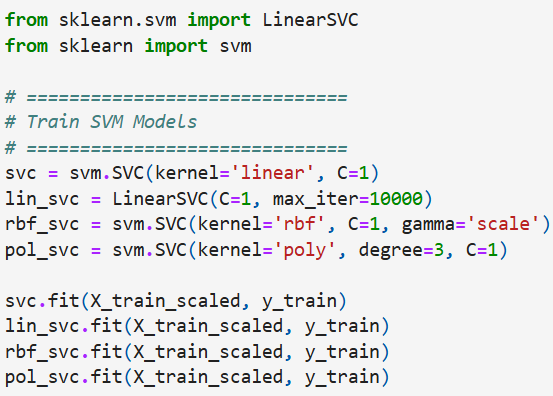 from sklearn.svm import LinearSVC
from sklearn import svm

# ==============================
# Train SVM Models
# ==============================
svc = svm.SVC(kernel='linear', C=1)
lin_svc = LinearSVC(C=1, max_iter=10000)
rbf_svc = svm.SVC(kernel='rbf', C=1, gamma='scale')
pol_svc = svm.SVC(kernel='poly', degree=3, C=1)

svc.fit(X_train_scaled, y_train)
lin_svc.fit(X_train_scaled, y_train)
rbf_svc.fit(X_train_scaled, y_train)
pol_svc.fit(X_train_scaled, y_train)